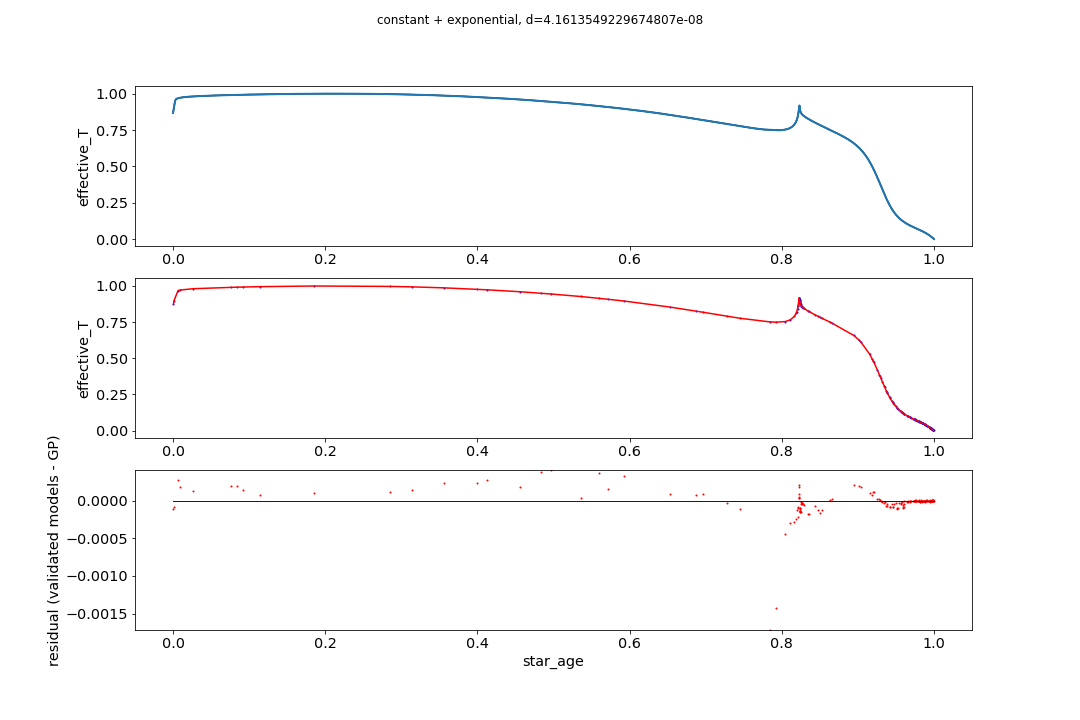 constant + exponential, d=4.1613549229674807e-08
1.00
0.75
0.50
0.25
0.00
effective_T
0.0 0.2 0.4 0.6 0.8 1.0
1.00
0.75
0.50
0.25
0.00
effective_T
0.0 0.2 0.4 0.6 0.8 1.0
0.0000
−0.0005
−0.0010
−0.0015
residual (validated models - GP)
0.0 0.2 0.4 0.6 0.8 1.0
star_age